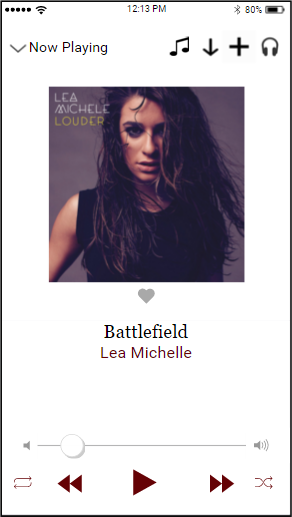 12:13 PM
80%
Now Playing
LEA
MICHELE
LOUDER
Battlefield
Lea Michelle